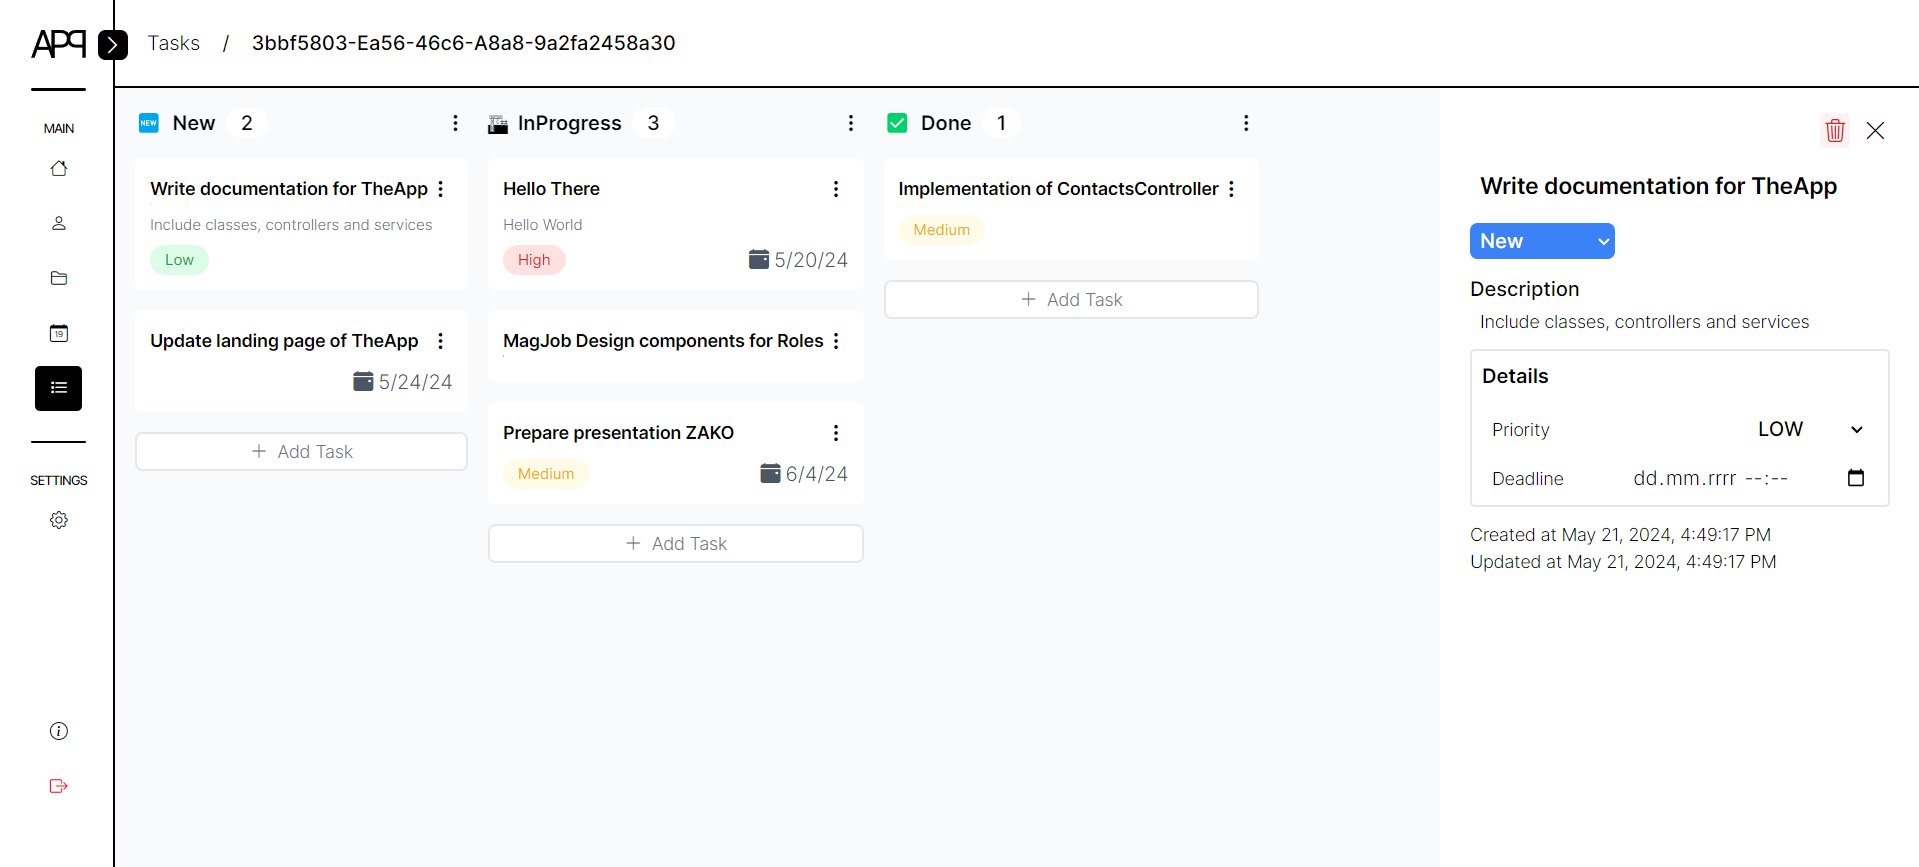 APP
Tasks / 3bbf5803-Ea56-46c6-A8a8-9a2fa2458a30
MAIN
19
SETTINGS
NEW New 2
Write documentation for TheApp
Include classes, controllers and services
Low
Update landing page of TheApp
5/24/24
+ Add Task
InProgress 3
Hello There
Hello World
High 5/20/24
MagJob Design components for Roles
Prepare presentation ZAKO
Medium 6/4/24
+ Add Task
Done 1
Implementation of ContactsController
Medium
+ Add Task
Write documentation for TheApp
New
Description
Include classes, controllers and services
Details
Priority LOW
Deadline dd.mm.rrrr --:--
Created at May 21, 2024, 4:49:17 PM
Updated at May 21, 2024, 4:49:17 PM